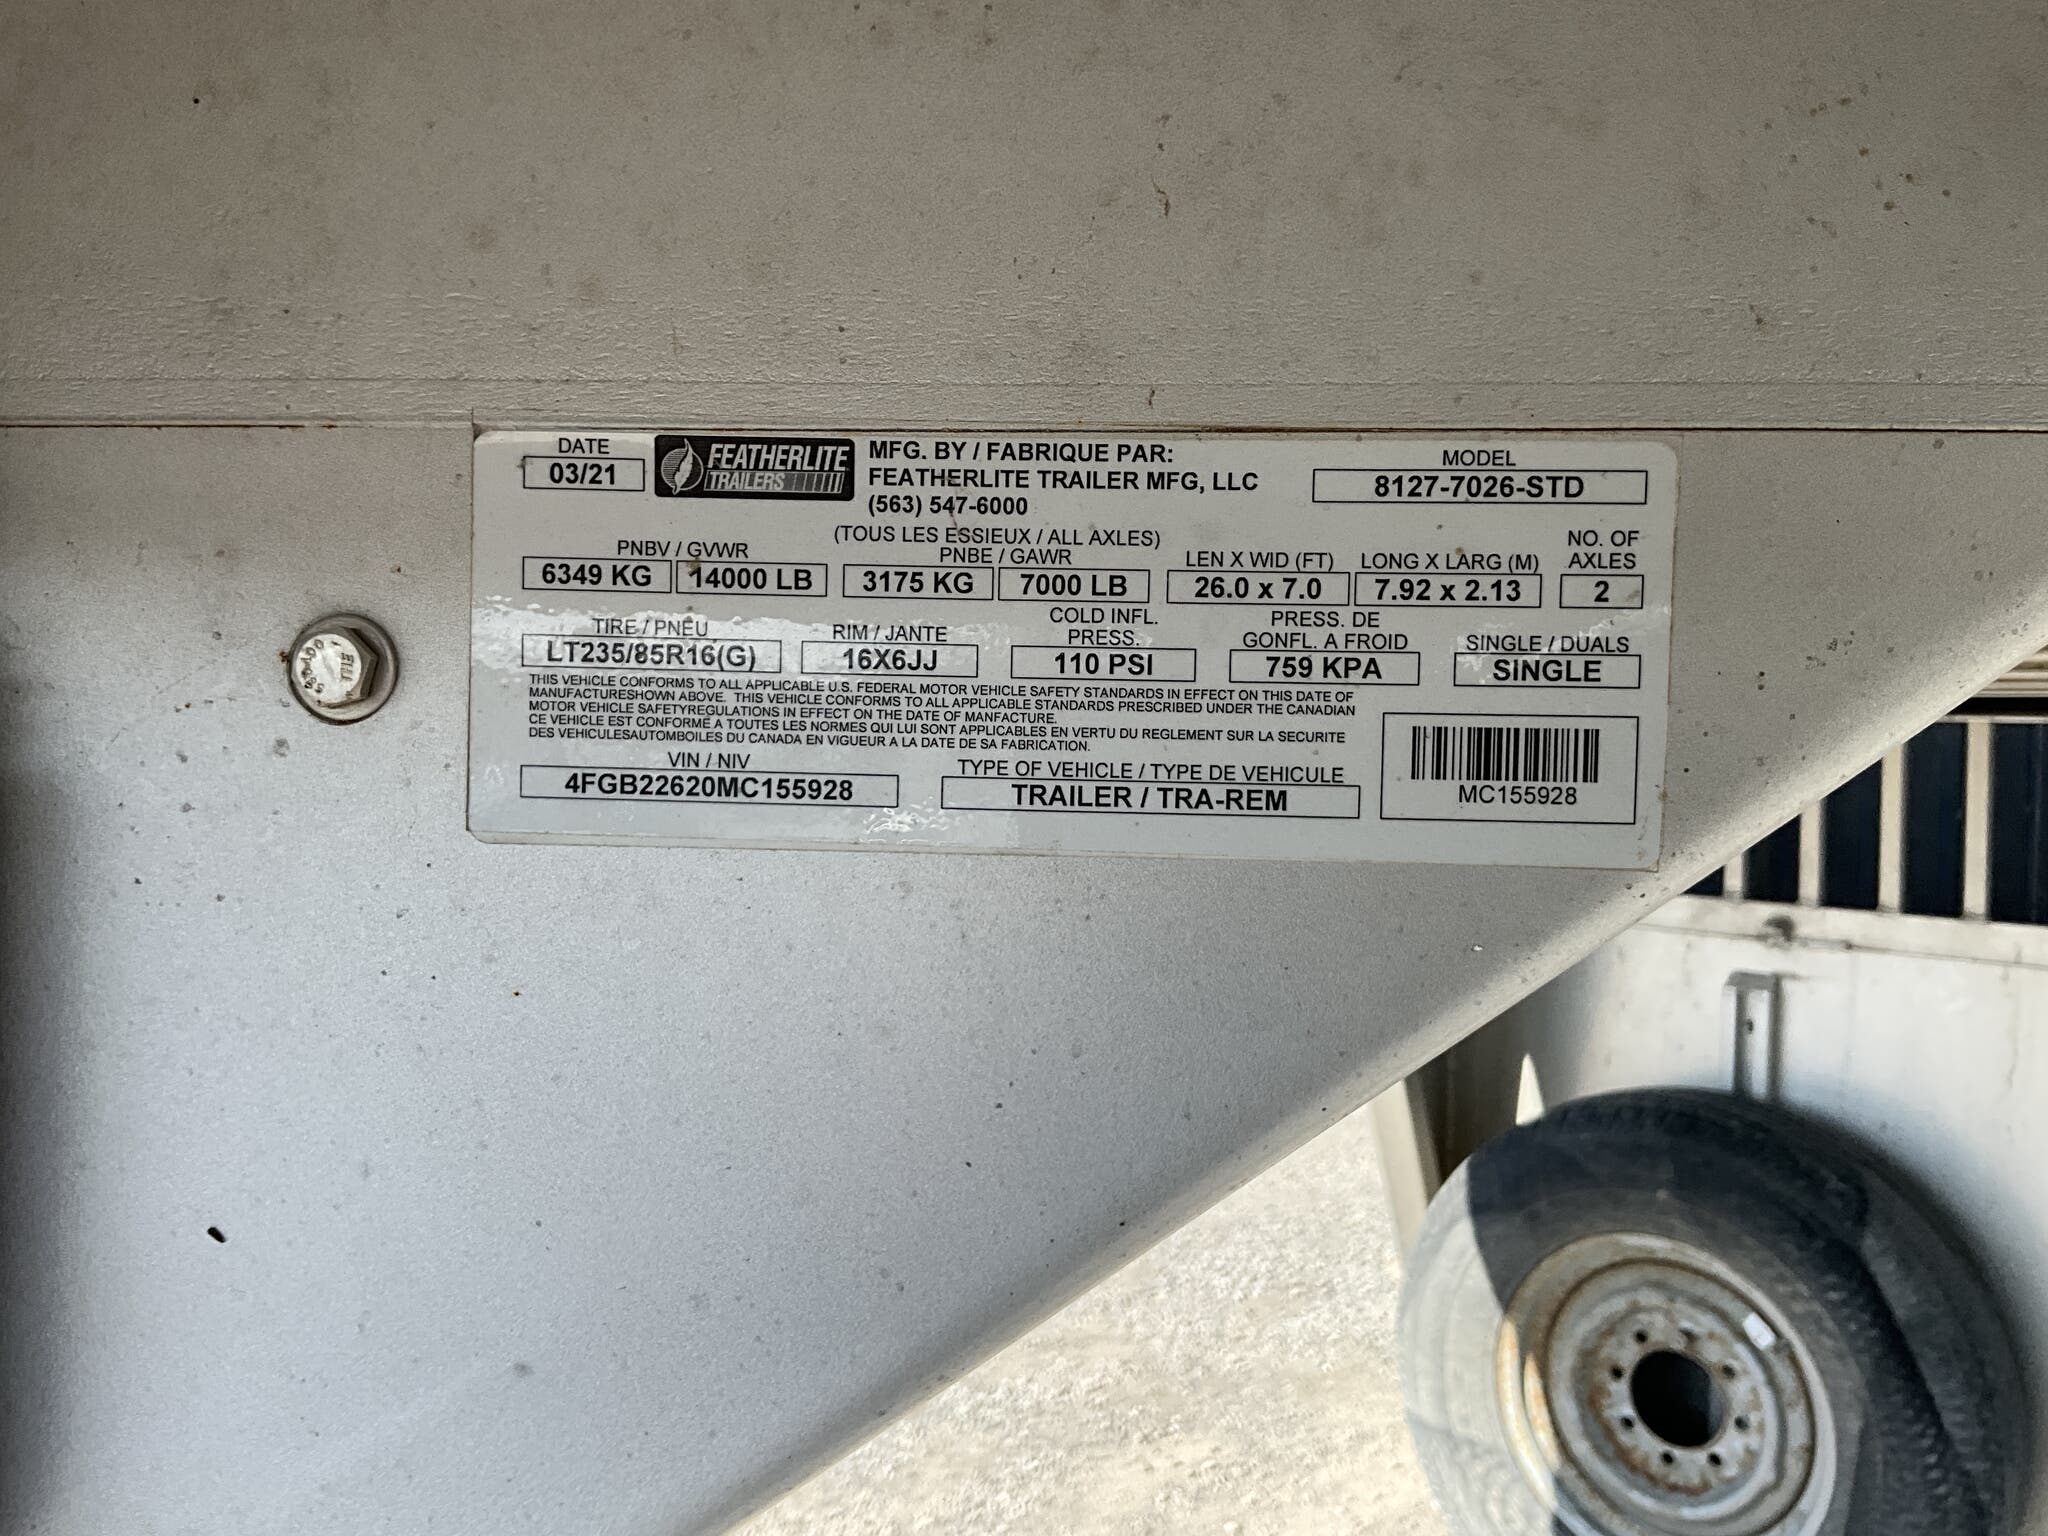 DATE
03/21
FEATHERLITE
TRAILERS
MFG. BY / FABRIQUE PAR:
FEATHERLITE TRAILER MFG, LLC
(563) 547-6000
MODEL
8127-7026-STD
PNBV / GVWR
6349 KG 14000 LB
(TOUS LES ESSIEUX / ALL AXLES)
PNBE / GAWR
3175 KG 7000 LB
LEN X WID (FT)
26.0 x 7.0
LONG X LARG (M)
7.92 x 2.13
NO. OF
AXLES
2
TIRE / PNEU
LT235/85R16(G)
RIM / JANTE
16X6JJ
COLD INFL.
PRESS.
110 PSI
PRESS. DE
GONFL. A FROID
759 KPA
SINGLE / DUALS
SINGLE
THIS VEHICLE CONFORMS TO ALL APPLICABLE U.S. FEDERAL MOTOR VEHICLE SAFETY STANDARDS IN EFFECT ON THIS DATE OF
MANUFACTURESHOWN ABOVE. THIS VEHICLE CONFORMS TO ALL APPLICABLE STANDARDS PRESCRIBED UNDER THE CANADIAN
MOTOR VEHICLE SAFETYREGULATIONS IN EFFECT ON THE DATE OF MANFACTURE.
CE VEHICLE EST CONFORME A TOUTES LES NORMES QUI LUI SONT APPLICABLES EN VERTU DU REGLEMENT SUR LA SECURITE
DES VEHICULESAUTOMBOILES DU CANADA EN VIGUEUR A LA DATE DE SA FABRICATION.
VIN / NIV
4FGB22620MC155928
TYPE OF VEHICLE / TYPE DE VEHICULE
TRAILER / TRA-REM
MC155928